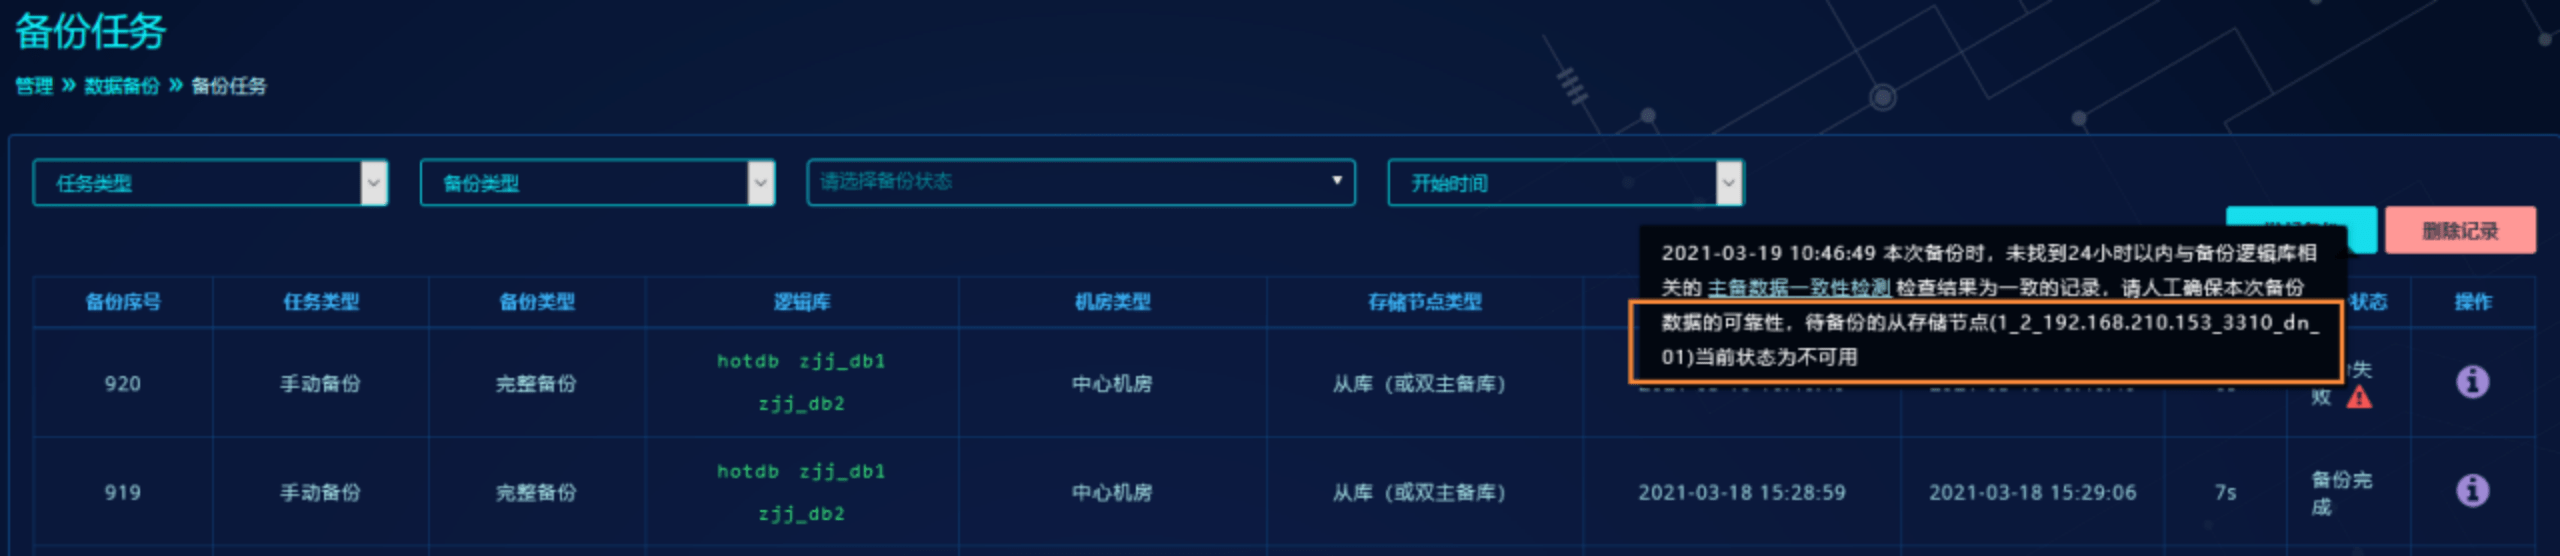 备份任务
管理 » 数据备份 » 备份任务
任务类型
备份类型
请选择备份状态
开始时间
删除记录
2021-03-19 10:46:49 本次备份时，未找到24小时以内与备份逻辑库相
关的 主备数据一致性检测 检查结果为一致的记录，请人工确保本次备份
数据的可靠性，待备份的从存储节点(1_2_192.168.210.153_3310_dn_
01)当前状态为不可用
备份序号 任务类型 备份类型 逻辑库 机房类型 存储节点类型 状态 操作
920 手动备份 完整备份 hotdb zjj_db1 中心机房 从库（或双主备库） 失
zjj_db2 败
919 手动备份 完整备份 hotdb zjj_db1 中心机房 从库（或双主备库） 2021-03-18 15:28:59 2021-03-18 15:29:06 7s 备份完
zjj_db2 成